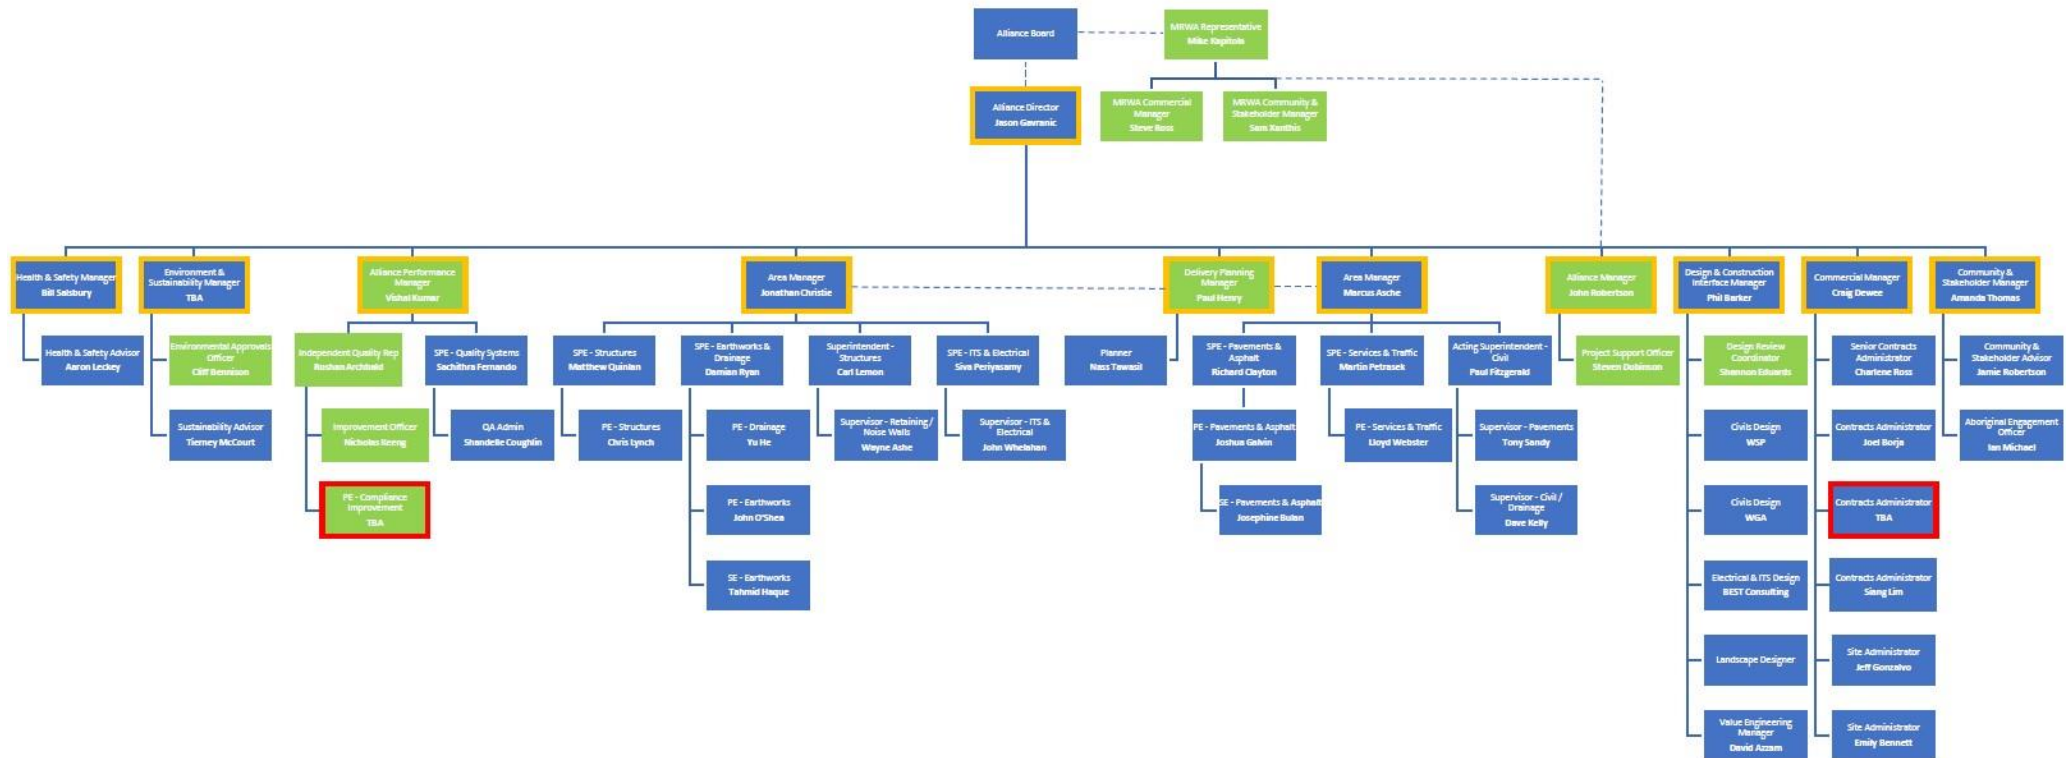 Alliance Board
MRWA Representative
Mike Kapitola
Alliance Director
Jason Gavranic
MRWA Commercial
Manager
Steve Ross
MRWA Community &
Stakeholder Manager
Sam Xanthis
Health & Safety Manager
Bill Salsbury
Environment &
Sustainability Manager
TBA
Alliance Performance
Manager
Vishal Kumar
Area Manager
Jonathan Christie
Delivery Planning
Manager
Paul Henry
Area Manager
Marcus Asche
Alliance Manager
John Robertson
Design & Construction
Interface Manager
Phil Barker
Commercial Manager
Craig Dewee
Community &
Stakeholder Manager
Amanda Thomas
Health & Safety Advisor
Aaron Leckey
Environmental Approvals
Officer
Cliff Bennison
Independent Quality Rep
Rushan Archbald
SPE - Quality Systems
Sachithra Fernando
SPE - Structures
Matthew Quinlan
SPE - Earthworks &
Drainage
Damian Ryan
Superintendent -
Structures
Carl Lemon
SPE - ITS & Electrical
Siva Periyasamy
Planner
Nass Tawasil
SPE - Pavements &
Asphalt
Richard Clayton
SPE - Services & Traffic
Martin Petrasek
Acting Superintendent -
Civil
Paul Fitzgerald
Project Support Officer
Steven Dobinson
Design Review
Coordinator
Shannon Eduards
Senior Contracts
Administrator
Charlene Ross
Community &
Stakeholder Advisor
Jamie Robertson
Sustainability Advisor
Tierney McCourt
Improvement Officer
Nicholas Keeng
QA Admin
Shandelle Coughlin
PE - Structures
Chris Lynch
PE - Drainage
Yu He
Supervisor - Retaining /
Noise Walls
Wayne Ashe
Supervisor - ITS &
Electrical
John Whelahan
PE - Pavements & Asphalt
Joshua Galvin
PE - Services & Traffic
Lloyd Webster
Supervisor - Pavements
Tony Sandy
Civils Design
WSP
Contracts Administrator
Joel Borja
Aboriginal Engagement
Officer
Ian Michael
PE - Compliance
Improvement
TBA
PE - Earthworks
John O'Shea
SE - Pavements & Asphalt
Josephine Bulan
Supervisor - Civil /
Drainage
Dave Kelly
Civils Design
WGA
Contracts Administrator
TBA
SE - Earthworks
Tahmid Haque
Electrical & ITS Design
BEST Consulting
Contracts Administrator
Siang Lim
Landscape Designer
Site Administrator
Jeff Gonzalvo
Value Engineering
Manager
David Azzam
Site Administrator
Emily Bennett